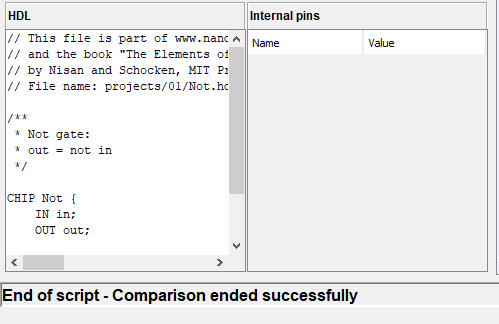 HDL
// This file is part of www.nand
// and the book "The Elements of
// by Nisan and Schocken, MIT Pr
// File name: projects/01/Not.hd
/**
 * Not gate:
 * out = not in
 */
CHIP Not {
    IN in;
    OUT out;
Internal pins
Name Value
End of script - Comparison ended successfully